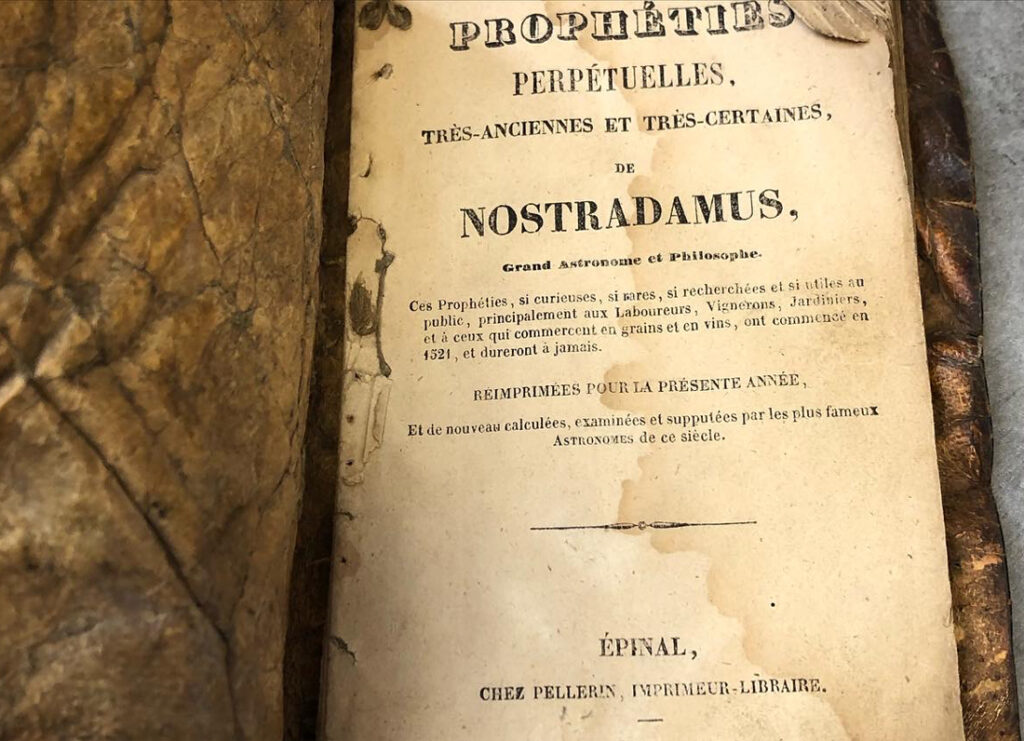 PROPHÉTIES
PERPÉTUELLES,
TRÈS-ANCIENNES ET TRÈS-CERTAINES,
DE
NOSTRADAMUS,
Grand Astronome et Philosophe.
Ces Prophéties, si curieuses, si rares, si recherchées et si utiles au
public, principalement aux Laboureurs, Vignerons, Jardiniers,
et à ceux qui commercent en grains et en vins, ont commencé en
1521, et dureront à jamais.
RÉIMPRIMÉES POUR LA PRÉSENTE ANNÉE,
Et de nouveau calculées, examinées et supputées par les plus fameux
ASTRONOMES de ce siècle.
ÉPINAL,
CHEZ PELLERIN, IMPRIMEUR-LIBRAIRE.